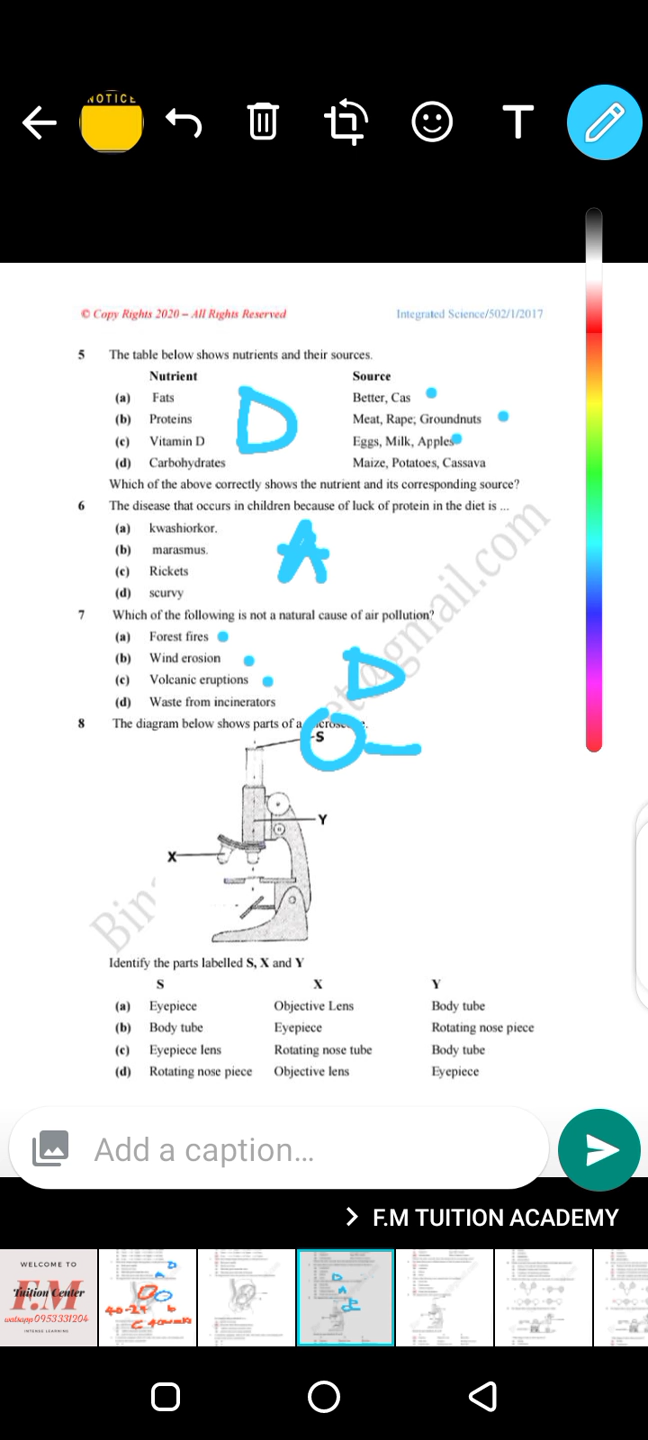 NOTICE
T
© Copy Rights 2020 – All Rights Reserved Integrated Science/502/1/2017
5 The table below shows nutrients and their sources.
Nutrient Source
(a) Fats Better, Cas
(b) Proteins Meat, Rape; Groundnuts
(c) Vitamin D Eggs, Milk, Apples
(d) Carbohydrates Maize, Potatoes, Cassava
D
Which of the above correctly shows the nutrient and its corresponding source?
6 The disease that occurs in children because of luck of protein in the diet is ...
(a) kwashiorkor.
(b) marasmus.
(c) Rickets
(d) scurvy
A
7 Which of the following is not a natural cause of air pollution?
(a) Forest fires
(b) Wind erosion
(c) Volcanic eruptions
(d) Waste from incinerators
D
8 The diagram below shows parts of a
S
Y
X
@gmail.com
Identify the parts labelled S, X and Y
S X Y
(a) Eyepiece Objective Lens Body tube
(b) Body tube Eyepiece Rotating nose piece
(c) Eyepiece lens Rotating nose tube Body tube
(d) Rotating nose piece Objective lens Eyepiece
Add a caption...
F.M TUITION ACADEMY
WELCOME TO
F.M
Tuition Center
watsapp 0953331204
INTENSE LEARNING